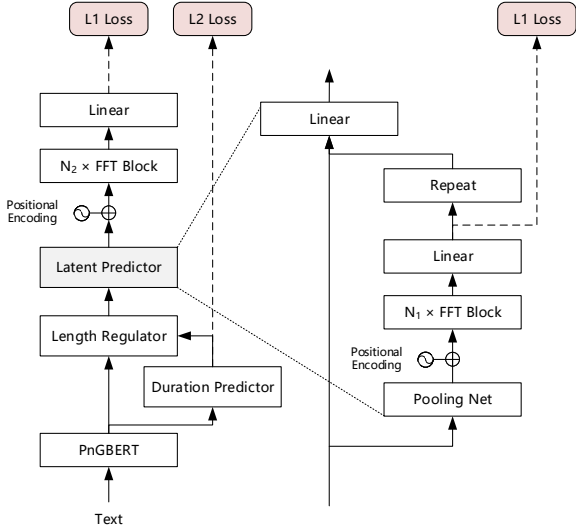 L1 Loss
L2 Loss
L1 Loss
Linear
N₂ × FFT Block
Positional
Encoding
Latent Predictor
Length Regulator
Duration Predictor
PnGBERT
Text
Linear
Repeat
Linear
N₁ × FFT Block
Positional
Encoding
Pooling Net